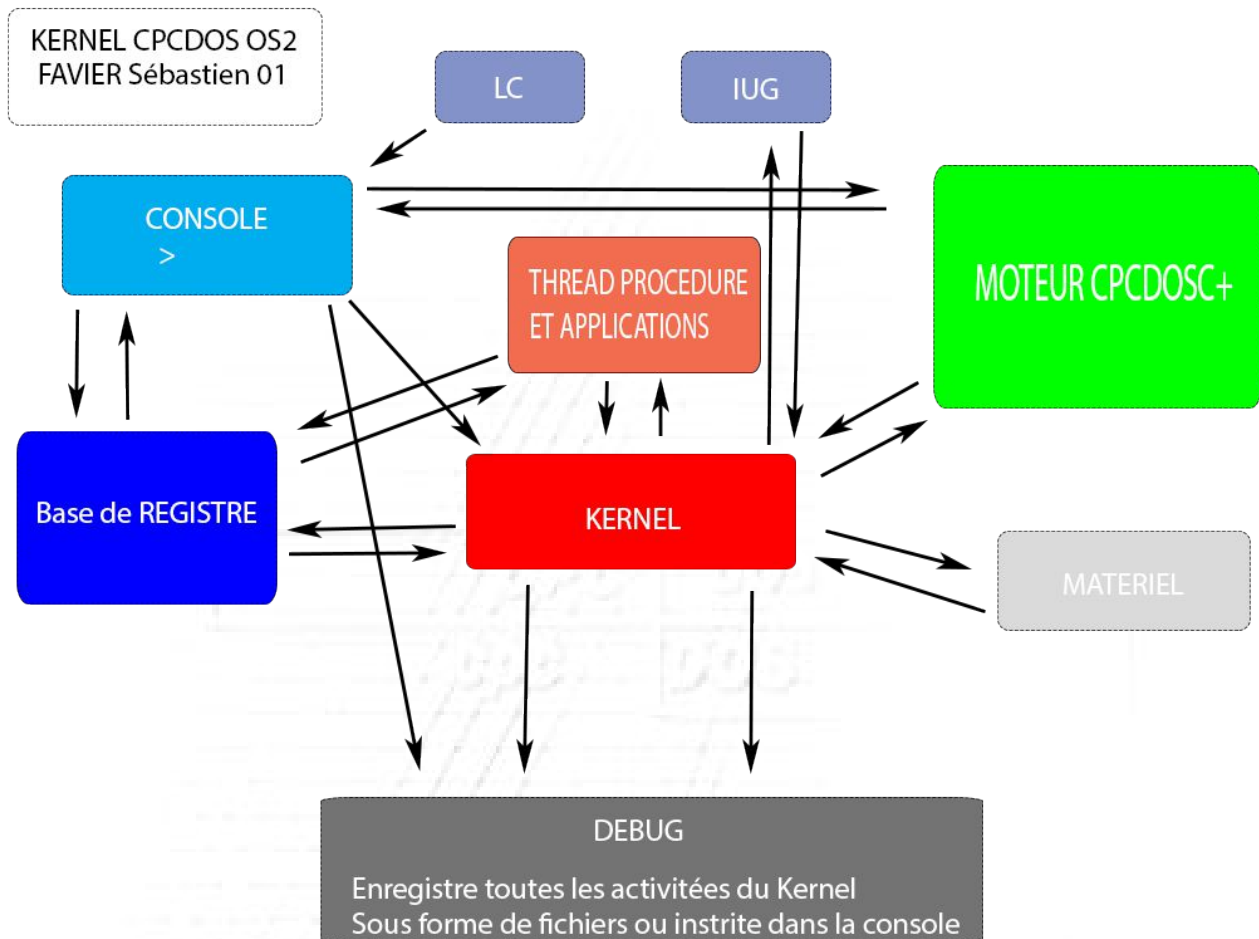 KERNEL CPCDOS OS2
FAVIER Sébastien 01
LC
IUG
CONSOLE
>
THREAD PROCEDURE
ET APPLICATIONS
MOTEUR CPCDOSC+
Base de REGISTRE
KERNEL
MATERIEL
DEBUG
Enregistre toutes les activitées du Kernel
Sous forme de fichiers ou instrite dans la console